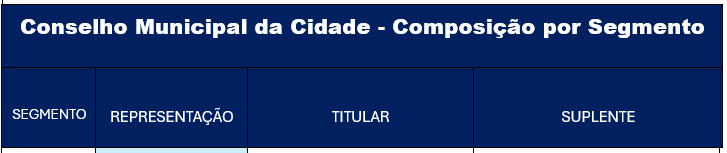 Conselho Municipal da Cidade - Composição por Segmento
SEGMENTO REPRESENTAÇÃO TITULAR SUPLENTE